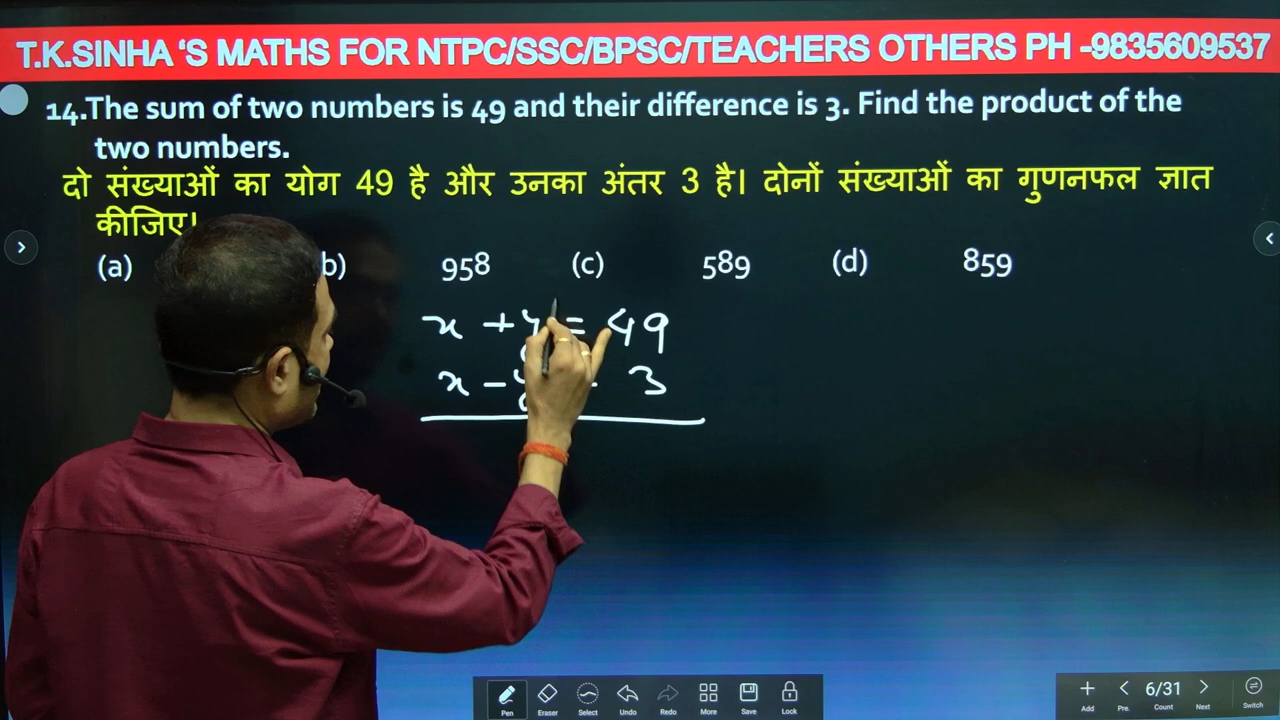 T.K.SINHA ‘S MATHS FOR NTPC/SSC/BPSC/TEACHERS OTHERS PH -9835609537
14.The sum of two numbers is 49 and their difference is 3. Find the product of the
two numbers.
दो संख्याओं का योग 49 है और उनका अंतर 3 है। दोनों संख्याओं का गुणनफल ज्ञात
कीजिए।
(a) b) 958 (c) 589 (d) 859
x + y = 49
x - y 3
Pen Eraser Select Undo Redo More Save Lock
6/31
Add Pre. Count Next Switch